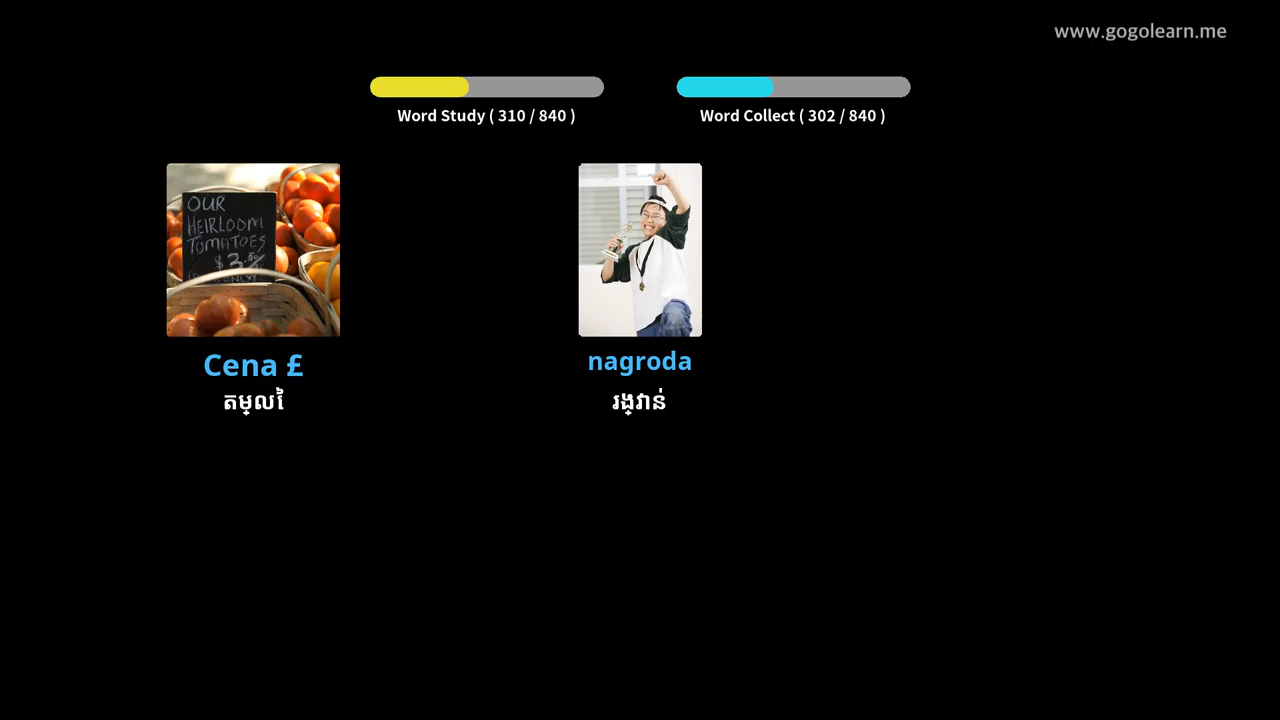 www.gogolearn.me
Word Study ( 310 / 840 )
Word Collect ( 302 / 840 )
OUR
HEIRLOOM
TOMATOES
Cena £
តម្លៃ
nagroda
រង្វាន់